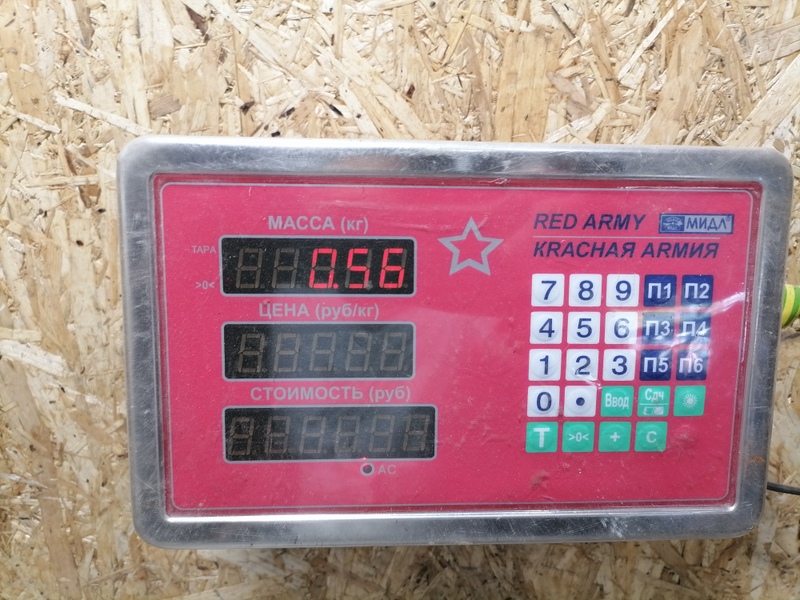 МАССА (кг)
RED ARMY МИДЛ
КRАСНАЯ АRМИЯ
ТАРА
>0<
0.56
ЦЕНА (руб/кг)
СТОИМОСТЬ (руб)
АС
7 8 9 П1 П2
4 5 6 П3 П4
1 2 3 П5 П6
0 • Ввод Сдч
Т >0< + С